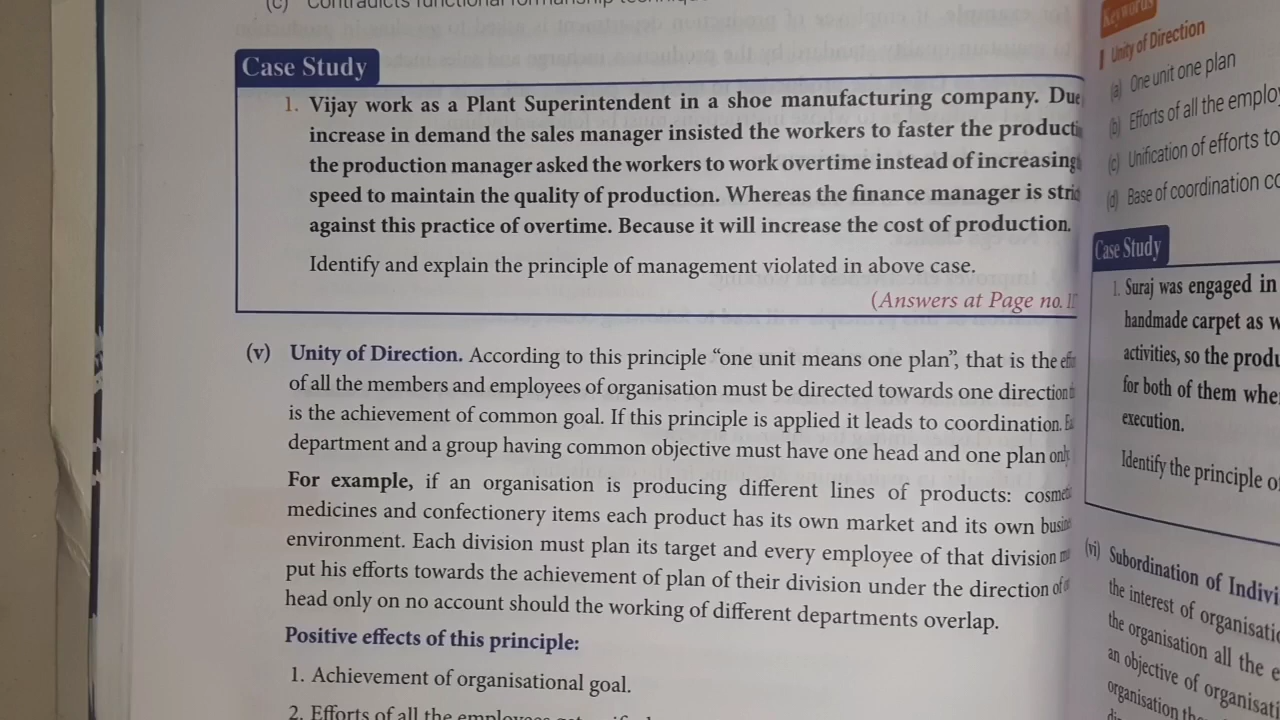 (c) Contradicts functional
Case Study
1. Vijay work as a Plant Superintendent in a shoe manufacturing company. Due
increase in demand the sales manager insisted the workers to faster the
the production manager asked the workers to work overtime instead of increasing
speed to maintain the quality of production. Whereas the finance manager is
against this practice of overtime. Because it will increase the cost of production.
Identify and explain the principle of management violated in above case.
(Answers at Page no.
(v) Unity of Direction. According to this principle “one unit means one plan”, that is the
of all the members and employees of organisation must be directed towards one direction
is the achievement of common goal. If this principle is applied it leads to coordination.
department and a group having common objective must have one head and one plan only
For example, if an organisation is producing different lines of products:
medicines and confectionery items each product has its own market and its own
environment. Each division must plan its target and every employee of that division
put his efforts towards the achievement of plan of their division under the direction of
head only on no account should the working of different departments overlap.
Positive effects of this principle:
1. Achievement of organisational goal.
2. Efforts of all the
Keywords
Unity of Direction
(a) One unit one plan
(b) Efforts of all the
(c) Unification of efforts to
(d) Base of coordination
Case Study
1. Suraj was engaged in
handmade carpet as
activities, so the
for both of them
execution.
Identify the principle
(vi) Subordination of
the interest of
the organisation all the
an objective of
organisation